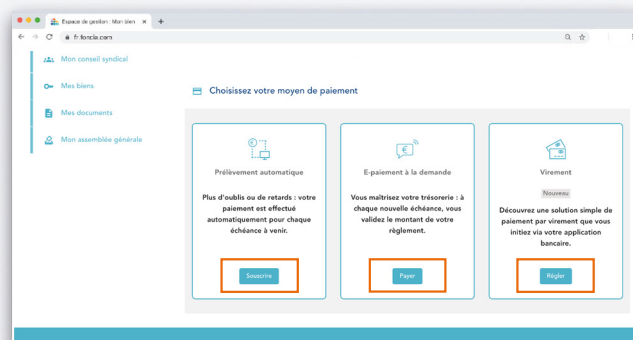 Espace de gestion : Mon bien
fr.foncia.com
Mon conseil syndical
Mes biens
Mes documents
Mon assemblée générale
Choisissez votre moyen de paiement
Prélèvement automatique
Plus d'oublis ou de retards : votre
paiement est effectué
automatiquement pour chaque
échéance à venir.
Souscrire
E-paiement à la demande
Vous maîtrisez votre trésorerie : à
chaque nouvelle échéance, vous
validez le montant de votre
règlement.
Payer
Virement
Nouveau
Découvrez une solution simple de
paiement par virement que vous
initiez via votre application
bancaire.
Régler